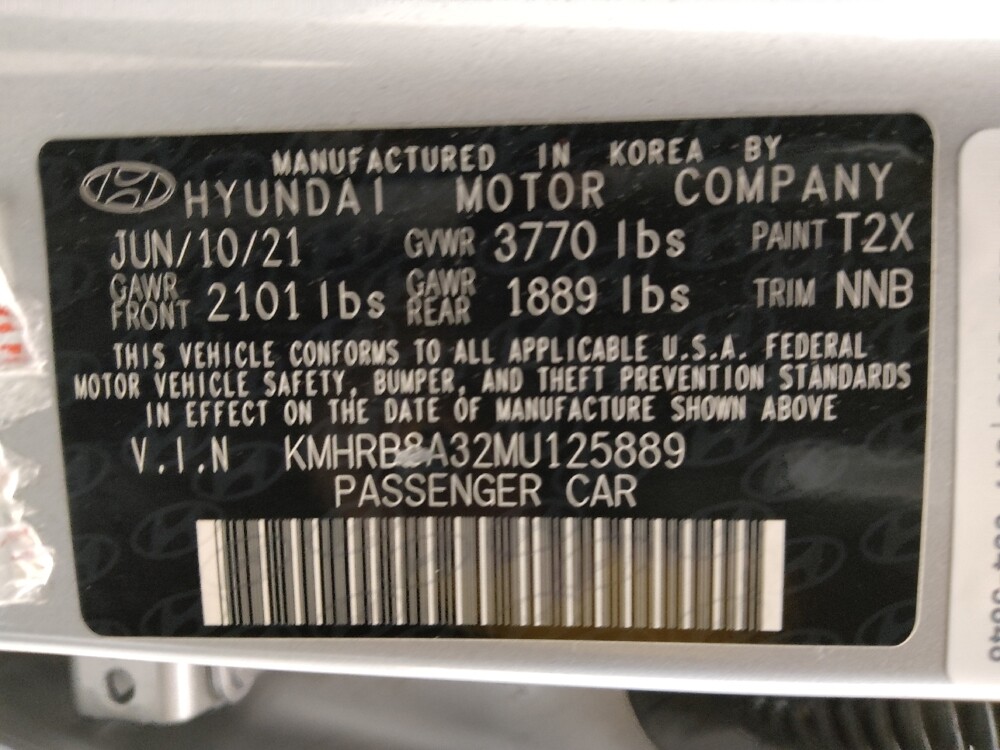 MANUFACTURED IN KOREA BY
HYUNDAI MOTOR COMPANY
JUN/10/21 GVWR 3770 lbs PAINT T2X
GAWR FRONT 2101 lbs GAWR REAR 1889 lbs TRIM NNB
THIS VEHICLE CONFORMS TO ALL APPLICABLE U.S.A. FEDERAL
MOTOR VEHICLE SAFETY, BUMPER, AND THEFT PREVENTION STANDARDS
IN EFFECT ON THE DATE OF MANUFACTURE SHOWN ABOVE
V.I.N KMHRB8A32MU125889
PASSENGER CAR